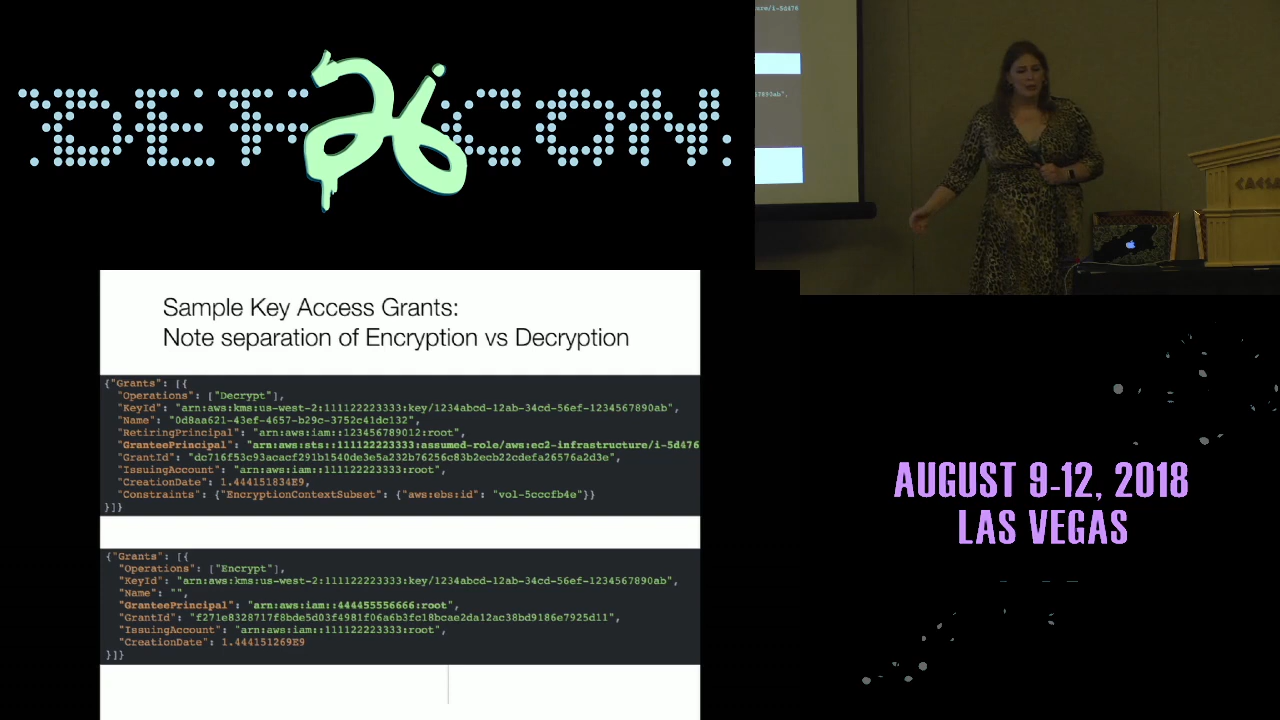 DEF CON
26
ure/i-5d476
17890ab",
CAESA
Sample Key Access Grants:
Note separation of Encryption vs Decryption
{"Grants": [{
"Operations": ["Decrypt"],
"KeyId": "arn:aws:kms:us-west-2:111122223333:key/1234abcd-12ab-34cd-56ef-1234567890ab",
"Name": "0d8aa621-43ef-4657-b29c-3752c41dc132",
"RetiringPrincipal": "arn:aws:iam::123456789012:root",
"GranteePrincipal": "arn:aws:sts::111122223333:assumed-role/aws:ec2-infrastructure/i-5d476
"GrantId": "dc716f53c93acacf291b1540de3e5a232b76256c83b2ecb22cdefa26576a2d3e",
"IssuingAccount": "arn:aws:iam::111122223333:root",
"CreationDate": 1.444151834E9,
"Constraints": {"EncryptionContextSubset": {"aws:ebs:id": "vol-5cccfb4e"}}
}]}
{"Grants": [{
"Operations": ["Encrypt"],
"KeyId": "arn:aws:kms:us-west-2:111122223333:key/1234abcd-12ab-34cd-56ef-1234567890ab",
"Name": "",
"GranteePrincipal": "arn:aws:iam::444455556666:root",
"GrantId": "f271e8328717f8bde5d03f4981f06a6b3fc18bcae2da12ac38bd9186e7925d11",
"IssuingAccount": "arn:aws:iam::111122223333:root",
"CreationDate": 1.444151269E9
}]}
AUGUST 9-12, 2018
LAS VEGAS